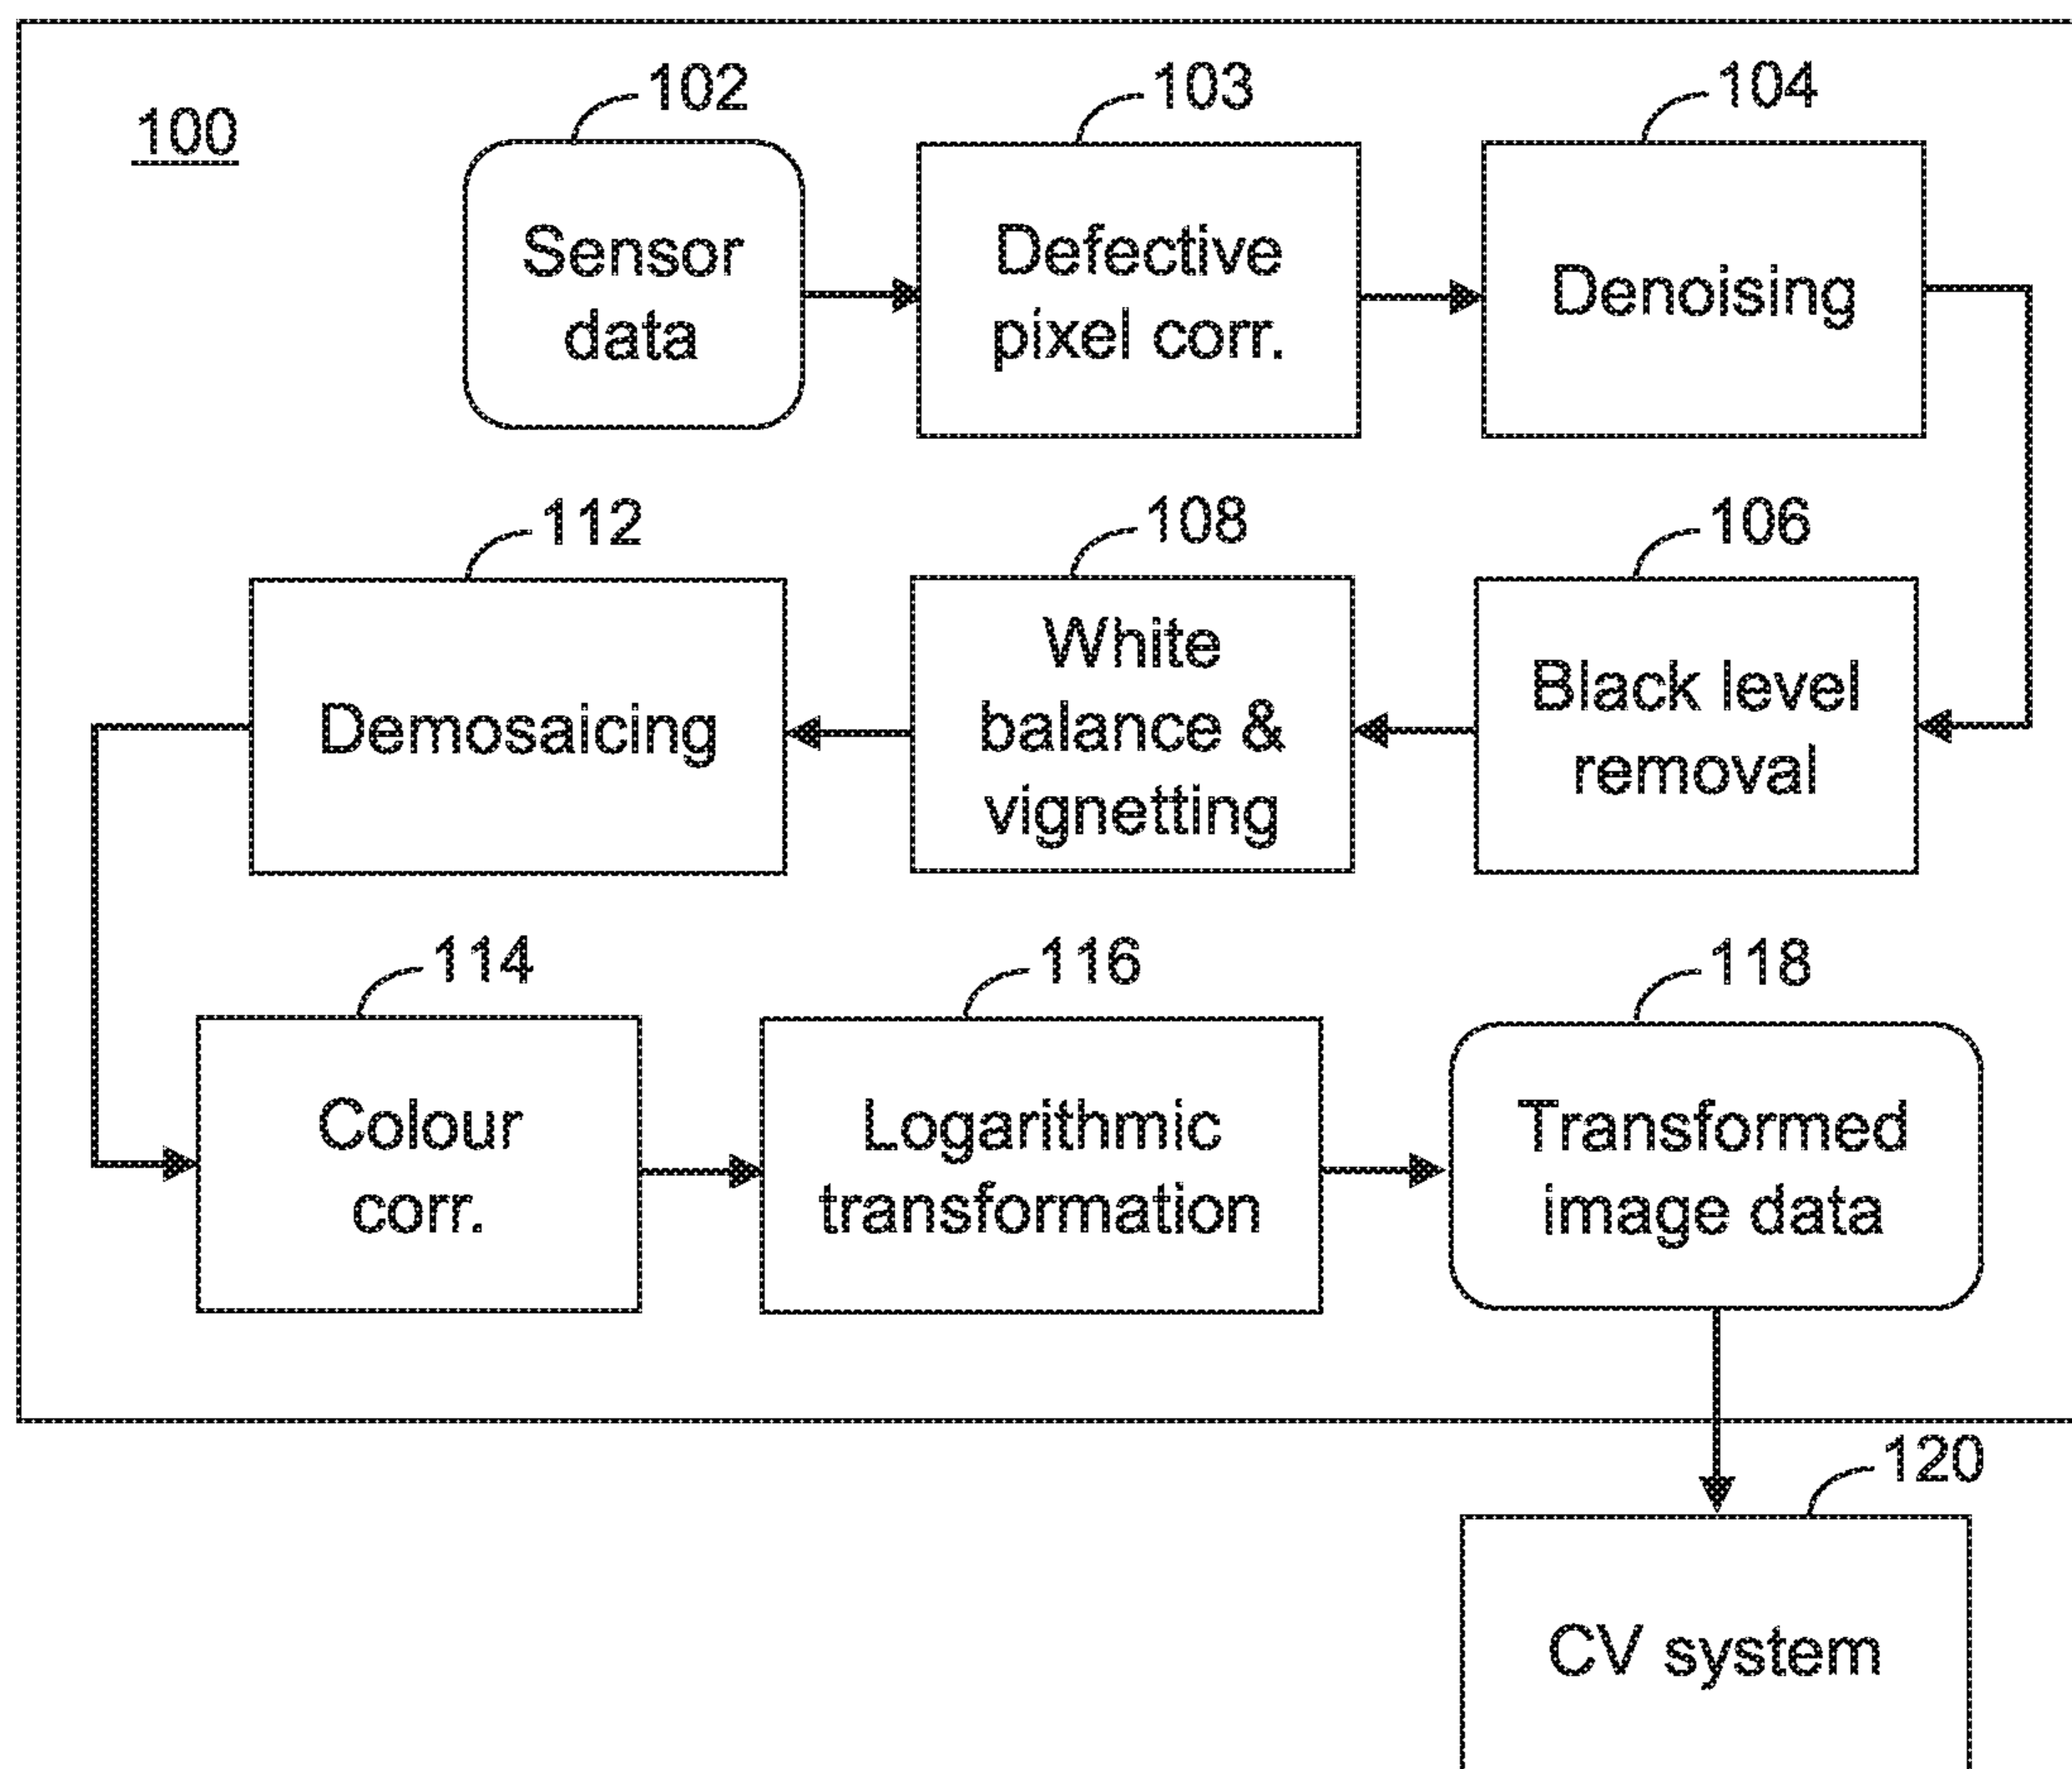 100
102
103
104
Sensor
data
Defective
pixel corr.
Denoising
112
108
106
Demosaicing
White
balance &
vignetting
Black level
removal
114
116
118
Colour
corr.
Logarithmic
transformation
Transformed
image data
120
CV system